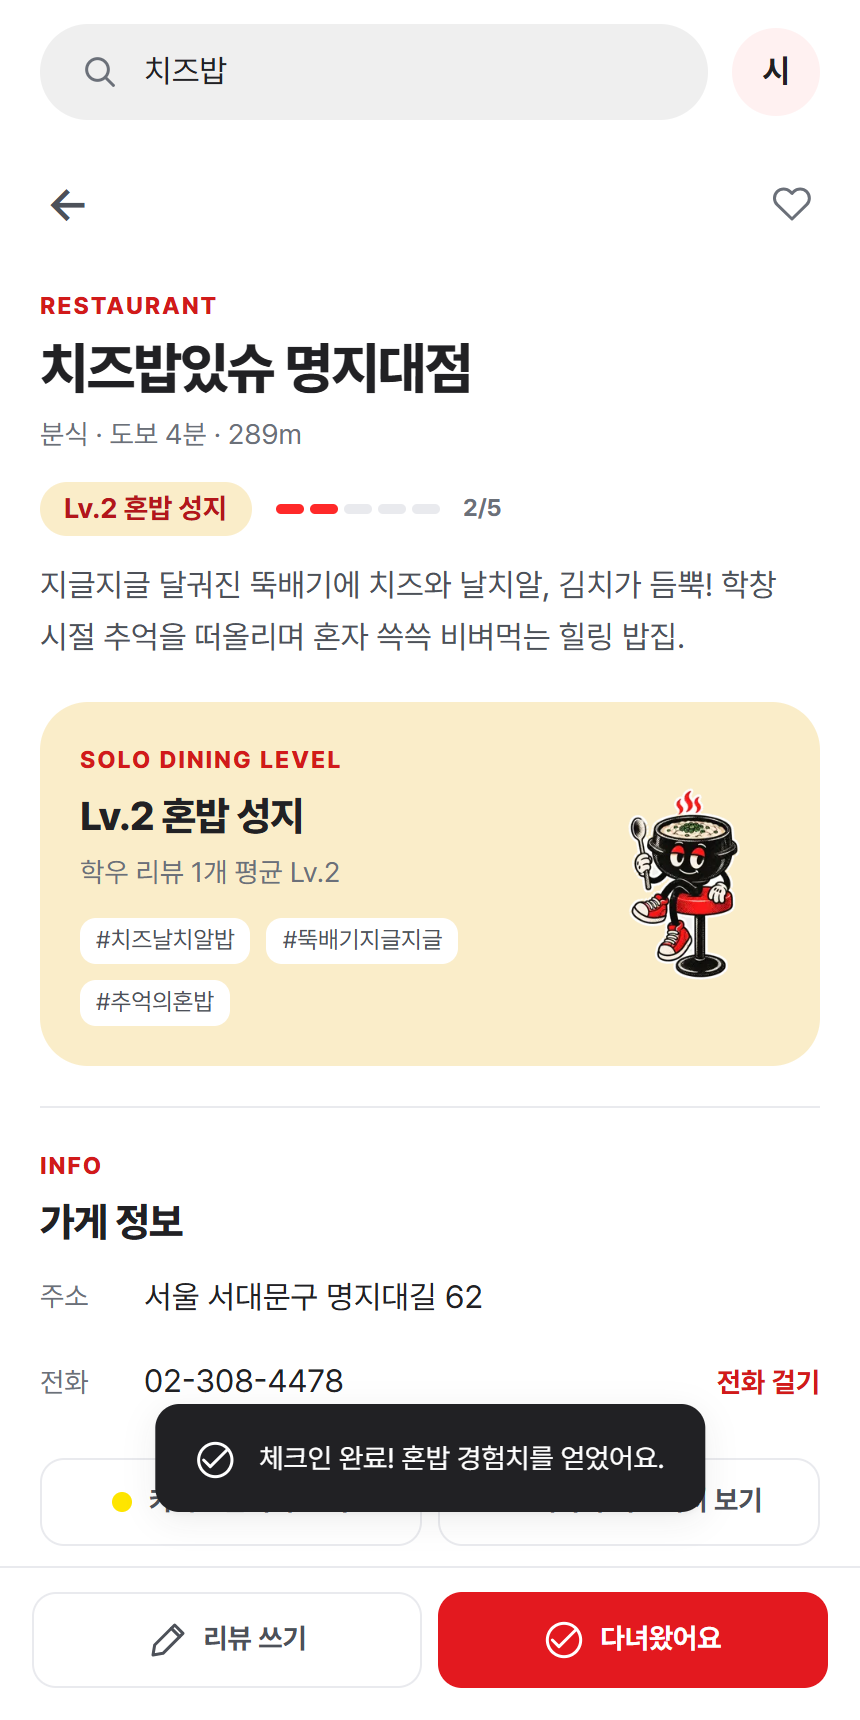 치즈밥
시
RESTAURANT
치즈밥있슈 명지대점
분식 · 도보 4분 · 289m
Lv.2 혼밥 성지
2/5
지글지글 달궈진 뚝배기에 치즈와 날치알, 김치가 듬뿍! 학창
시절 추억을 떠올리며 혼자 쓱쓱 비벼먹는 힐링 밥집.
SOLO DINING LEVEL
Lv.2 혼밥 성지
학우 리뷰 1개 평균 Lv.2
#치즈날치알밥 #뚝배기지글지글
#추억의혼밥
INFO
가게 정보
주소 서울 서대문구 명지대길 62
전화 02-308-4478 전화 걸기
체크인 완료! 혼밥 경험치를 얻었어요.
보기
리뷰 쓰기
다녀왔어요